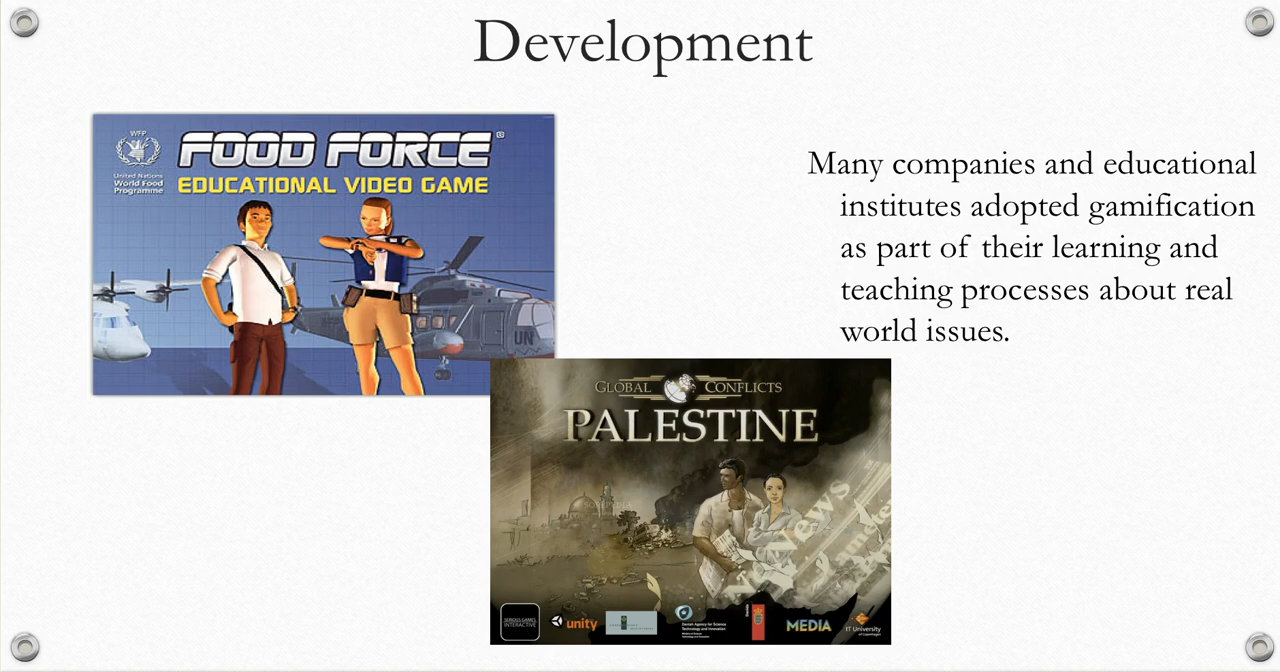 Development
WFP
United Nations
World Food
Programme
FOOD FORCE
EDUCATIONAL VIDEO GAME
UN
Many companies and educational
institutes adopted gamification
as part of their learning and
teaching processes about real
world issues.
GLOBAL CONFLICTS
PALESTINE
News
SERIOUS GAMES
INTERACTIVE
unity
Danish Agency for Science
Technology and Innovation
MEDIA
IT University
of Copenhagen